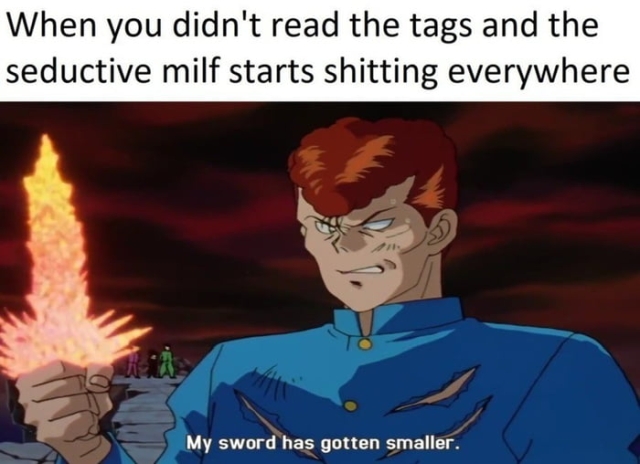 When you didn't read the tags and the
seductive milf starts shitting everywhere
My sword has gotten smaller.